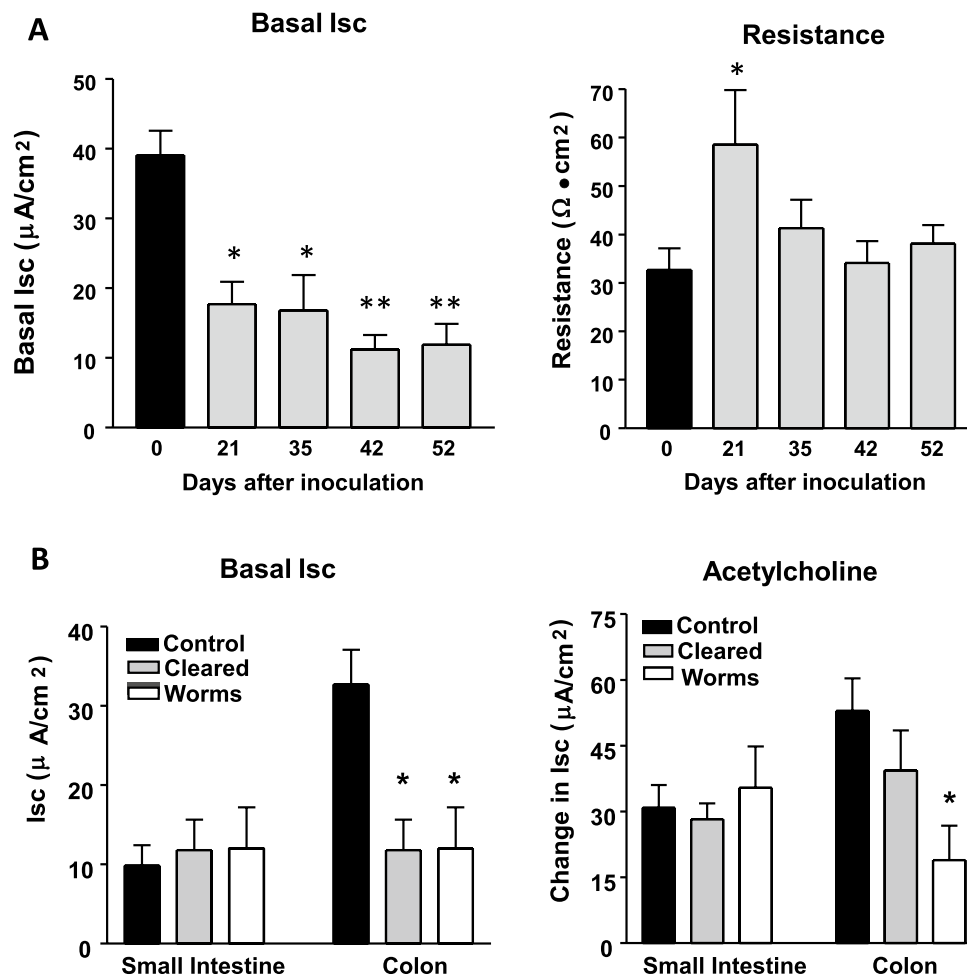 A
Basal Isc
Basal Isc (μA/cm2)
50
40
30
20
10
0
* * ** **
0 21 35 42 52
Days after inoculation
Resistance
Resistance (Ω •cm2)
70
60
50
40
30
20
10
0
*
0 21 35 42 52
Days after inoculation
B
Basal Isc
Isc (μ A/cm 2)
40
30
20
10
0
Control
Cleared
Worms
* *
Small Intestine Colon
Acetylcholine
Change in Isc (μA/cm2)
75
60
45
30
15
0
Control
Cleared
Worms
*
Small Intestine Colon